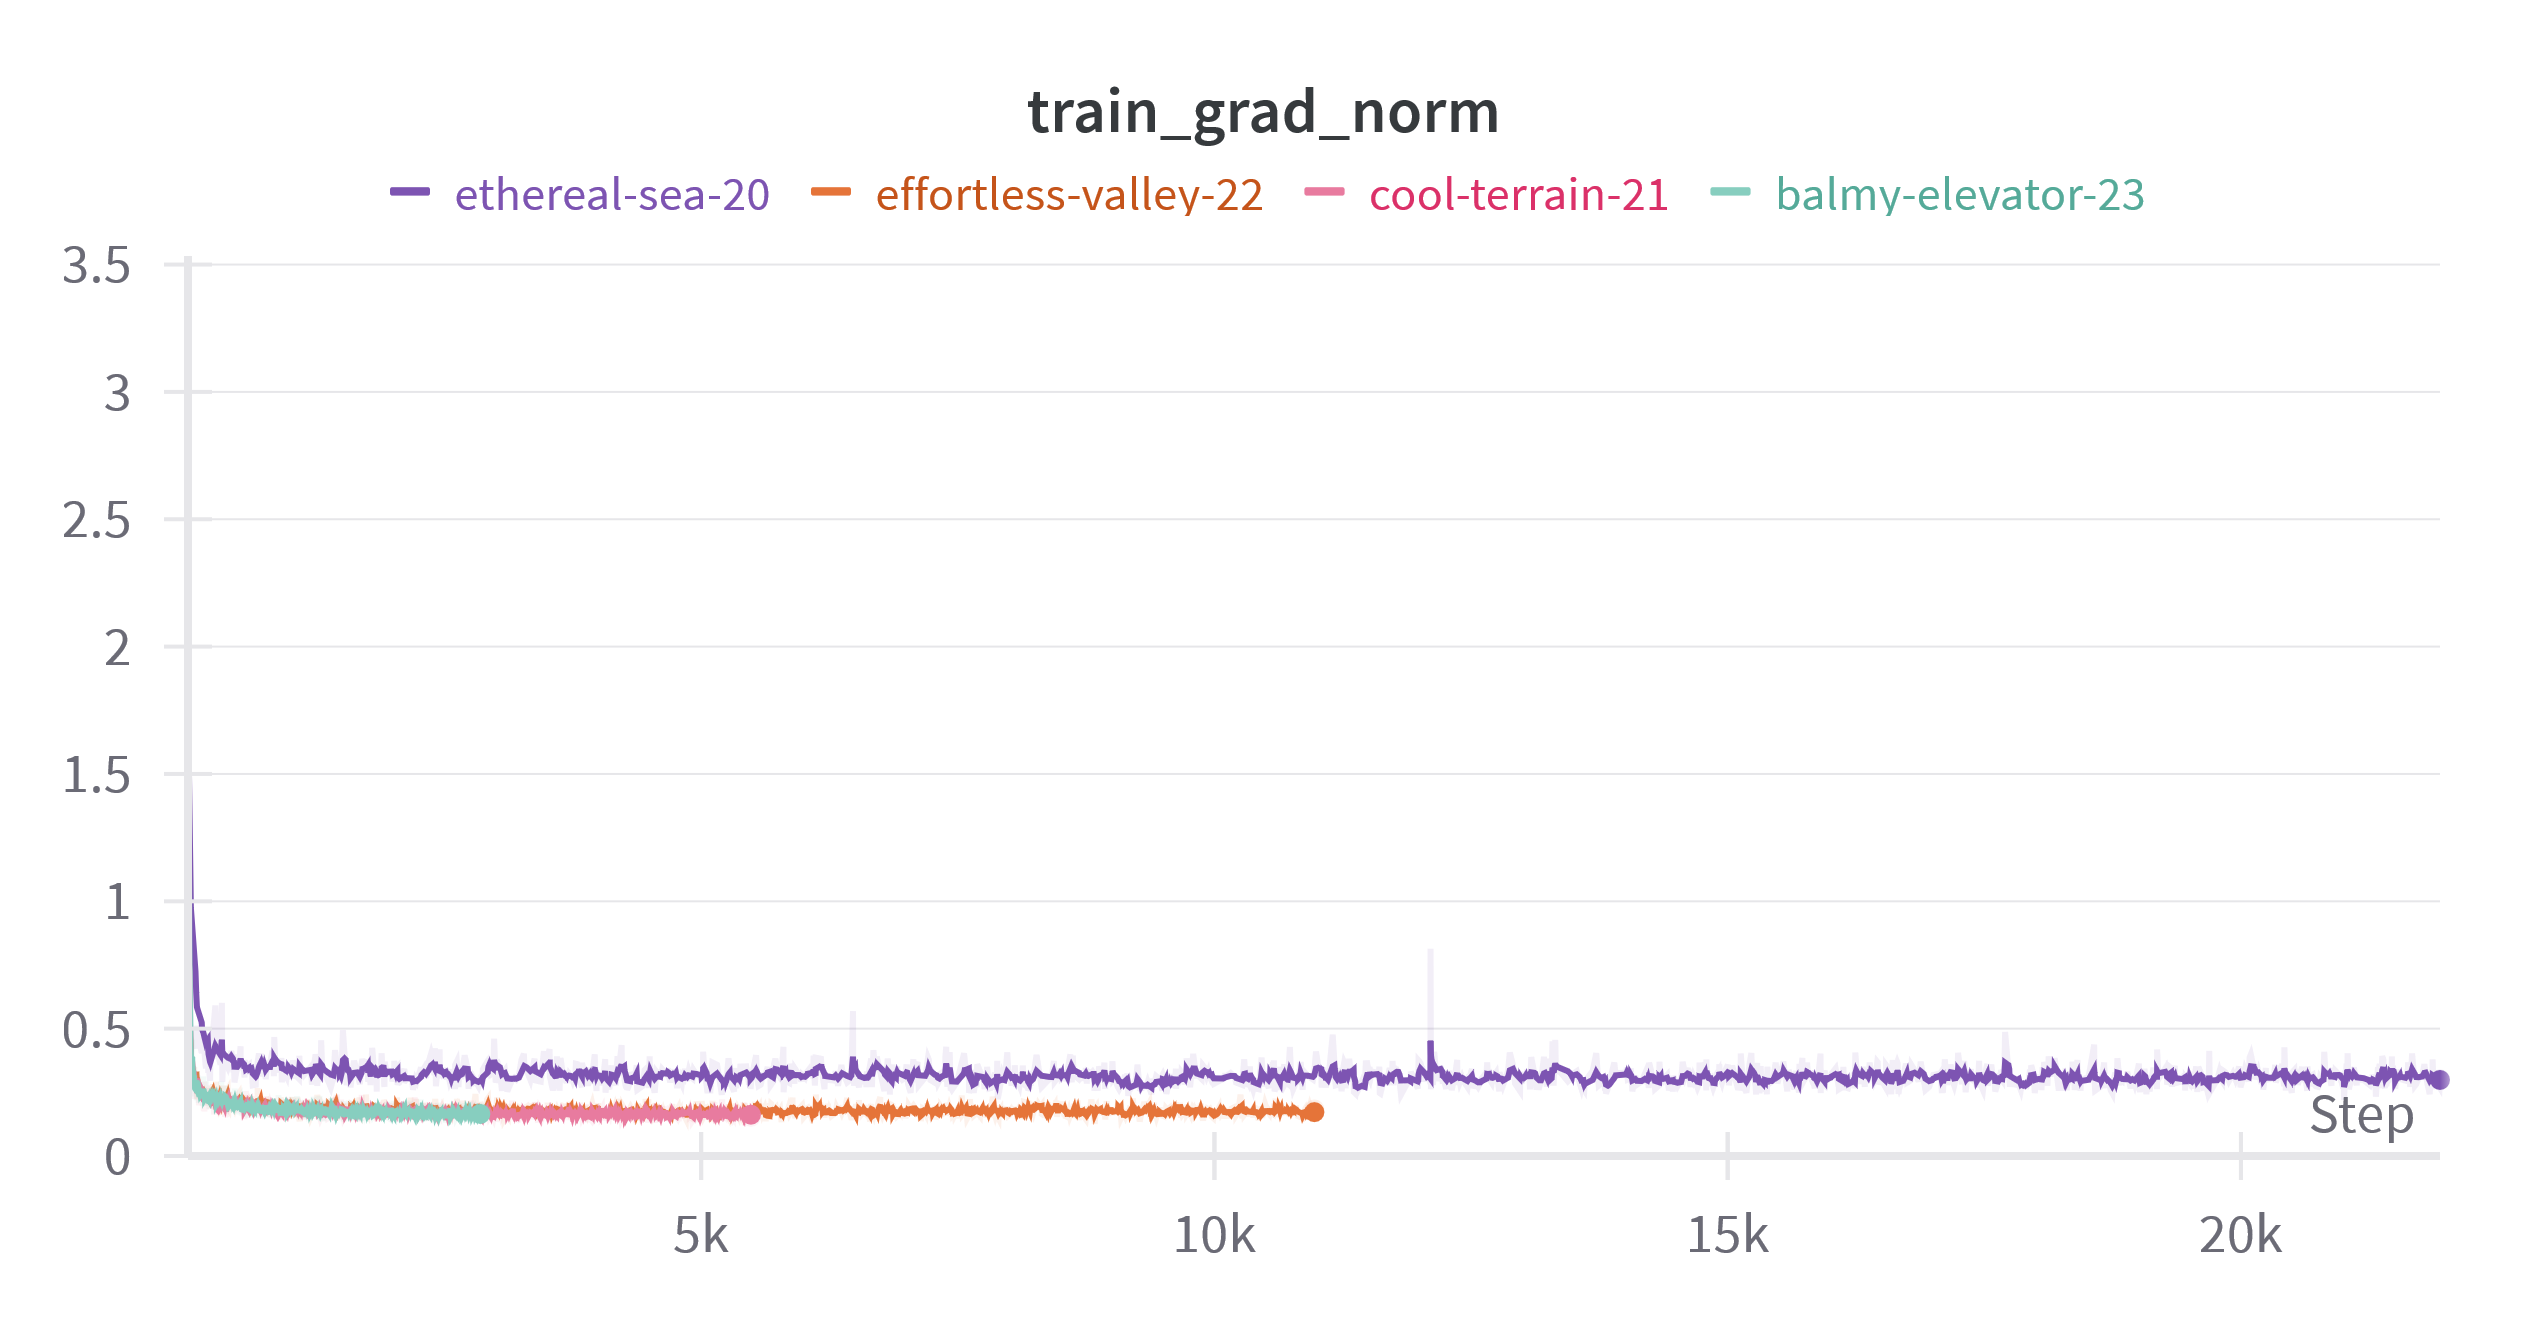 train_grad_norm
ethereal-sea-20 effortless-valley-22 cool-terrain-21 balmy-elevator-23
3.5
3
2.5
2
1.5
1
0.5
0
Step
5k 10k 15k 20k